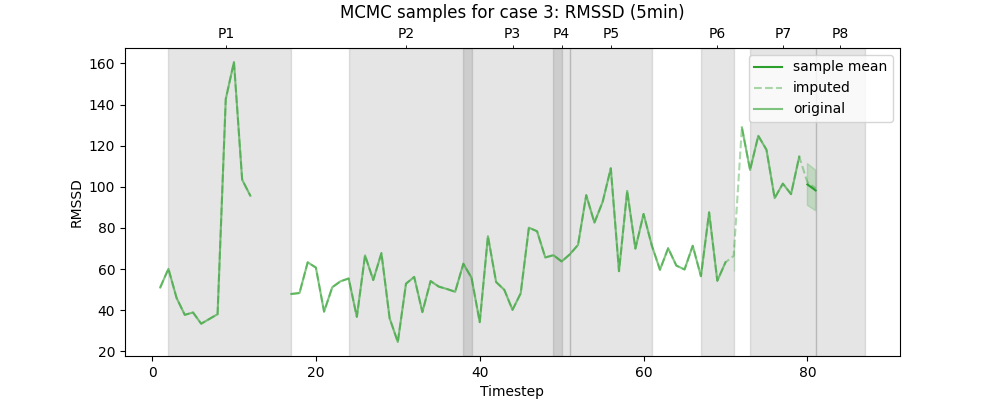 MCMC samples for case 3: RMSSD (5min)
P1 P2 P3 P4 P5 P6 P7 P8
160
140
120
100
80
60
40
20
RMSSD
sample mean
imputed
original
0 20 40 60 80
Timestep